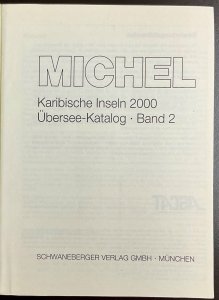 MICHEL
Karibische Inseln 2000
Übersee-Katalog · Band 2
SCHWANEBERGER VERLAG GMBH · MÜNCHEN